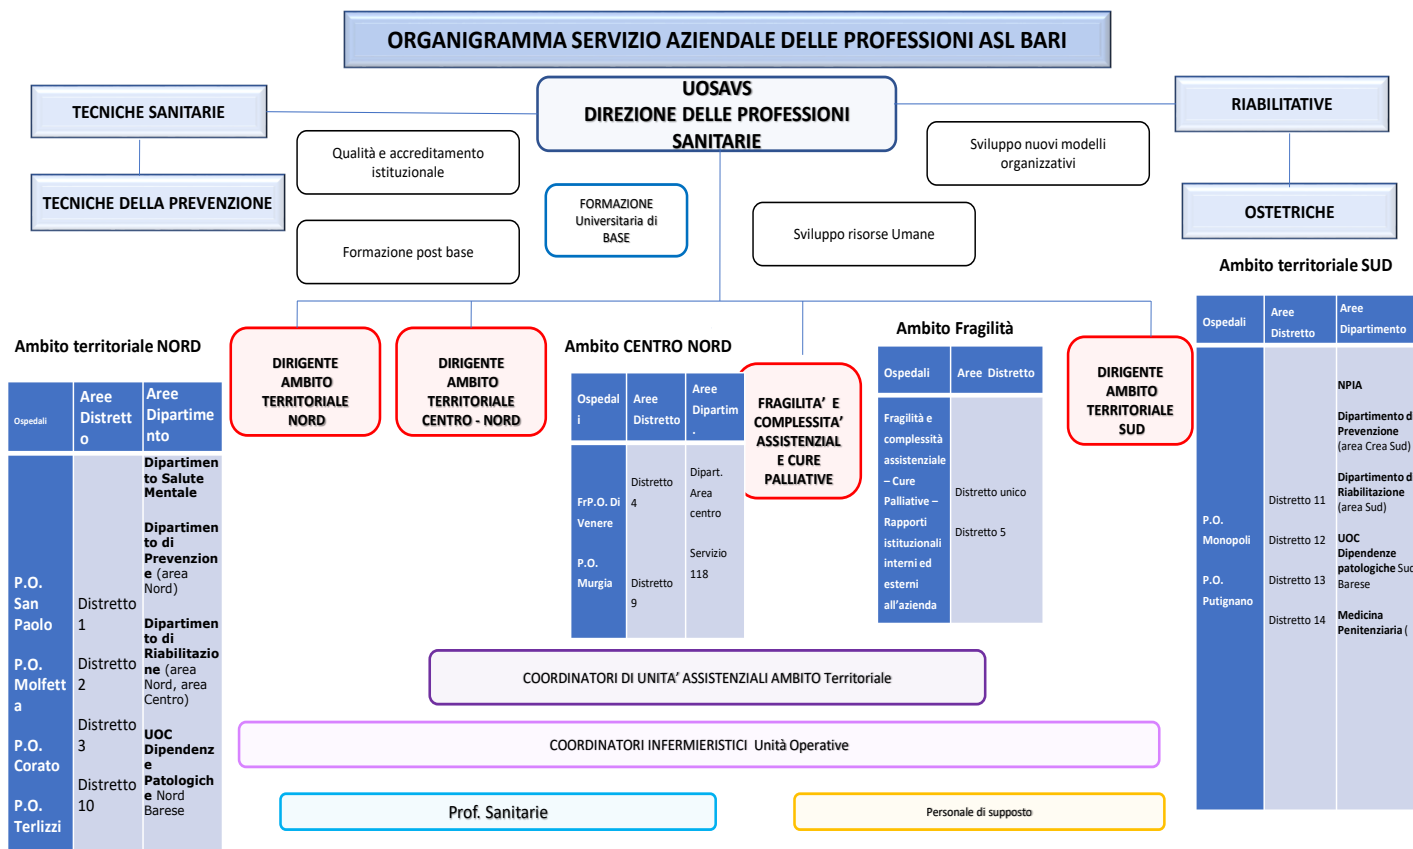 ORGANIGRAMMA SERVIZIO AZIENDALE DELLE PROFESSIONI ASL BARI
UOSAVS
DIREZIONE DELLE PROFESSIONI
SANITARIE
TECNICHE SANITARIE
TECNICHE DELLA PREVENZIONE
RIABILITATIVE
OSTETRICHE
Qualità e accreditamento
istituzionale
Formazione post base
FORMAZIONE
Universitaria di
BASE
Sviluppo nuovi modelli
organizzativi
Sviluppo risorse Umane
Ambito territoriale NORD
Ospedali
Aree
Distrett
o
Aree
Dipartime
nto
P.O.
San
Paolo
P.O.
Molfett
a
P.O.
Corato
P.O.
Terlizzi
Distretto
1
Distretto
2
Distretto
3
Distretto
10
Dipartimen
to Salute
Mentale
Dipartimen
to di
Prevenzion
e (area
Nord)
Dipartimen
to di
Riabilitazio
ne (area
Nord, area
Centro)
UOC
Dipendenz
e
Patologich
e Nord
Barese
DIRIGENTE
AMBITO
TERRITORIALE
NORD
DIRIGENTE
AMBITO
TERRITORIALE
CENTRO - NORD
Ambito CENTRO NORD
Ospedal
i
Aree
Distretto
Aree
Dipartim
.
FrP.O. Di
Venere
P.O.
Murgia
Distretto
4
Distretto
9
Dipart.
Area
centro
Servizio
118
FRAGILITA' E
COMPLESSITA'
ASSISTENZIAL
E CURE
PALLIATIVE
Ambito Fragilità
Ospedali
Aree Distretto
Fragilità e
complessità
assistenziale
– Cure
Palliative –
Rapporti
istituzionali
interni ed
esterni
all'azienda
Distretto unico
Distretto 5
DIRIGENTE
AMBITO
TERRITORIALE
SUD
Ambito territoriale SUD
Ospedali
Aree
Distretto
Aree
Dipartimento
P.O.
Monopoli
P.O.
Putignano
Distretto 11
Distretto 12
Distretto 13
Distretto 14
NPIA
Dipartimento d
Prevenzione
(area Crea Sud)
Dipartimento d
Riabilitazione
(area Sud)
UOC
Dipendenze
patologiche Sud
Barese
Medicina
Penitenziaria (
COORDINATORI DI UNITA' ASSISTENZIALI AMBITO Territoriale
COORDINATORI INFERMIERISTICI Unità Operative
Prof. Sanitarie
Personale di supposto